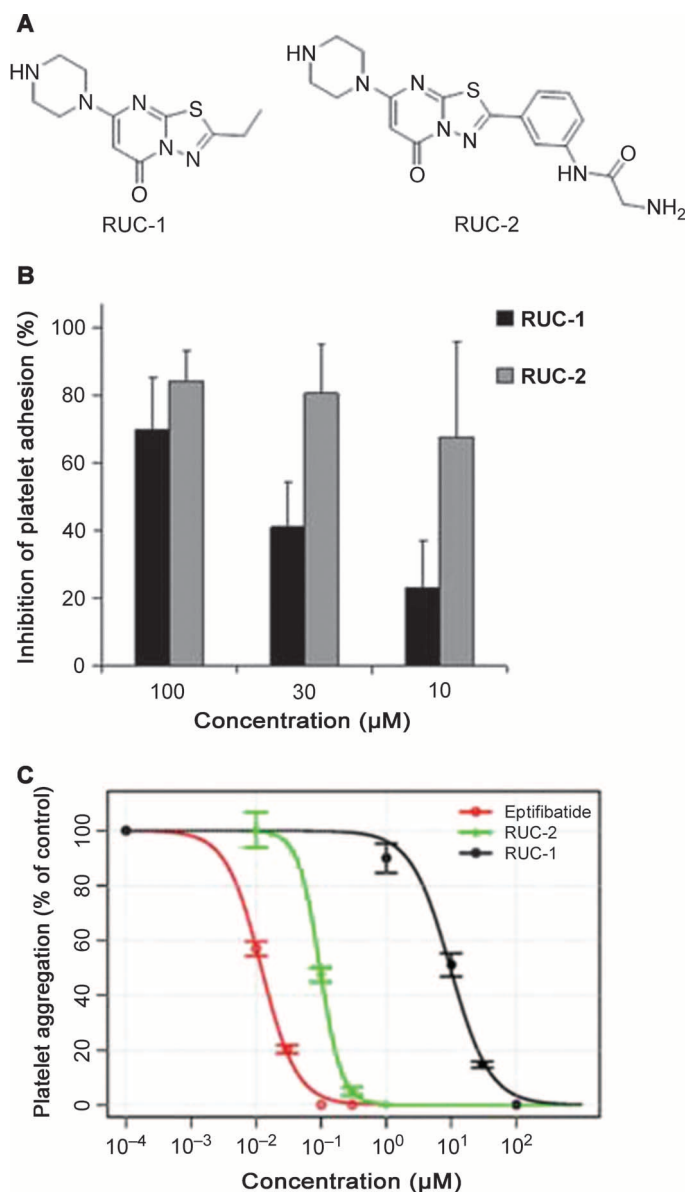 A
HN
N
N
S
N
N
O
RUC-1
HN
N
N
S
N
N
O
NH
O
NH2
RUC-2
B
Inhibition of platelet adhesion (%)
100
80
60
40
20
0
RUC-1
RUC-2
100
30
10
Concentration (µM)
C
Platelet aggregation (% of control)
100
80
60
40
20
0
Eptifibatide
RUC-2
RUC-1
10⁻⁴
10⁻³
10⁻²
10⁻¹
10⁰
10¹
10²
Concentration (µM)